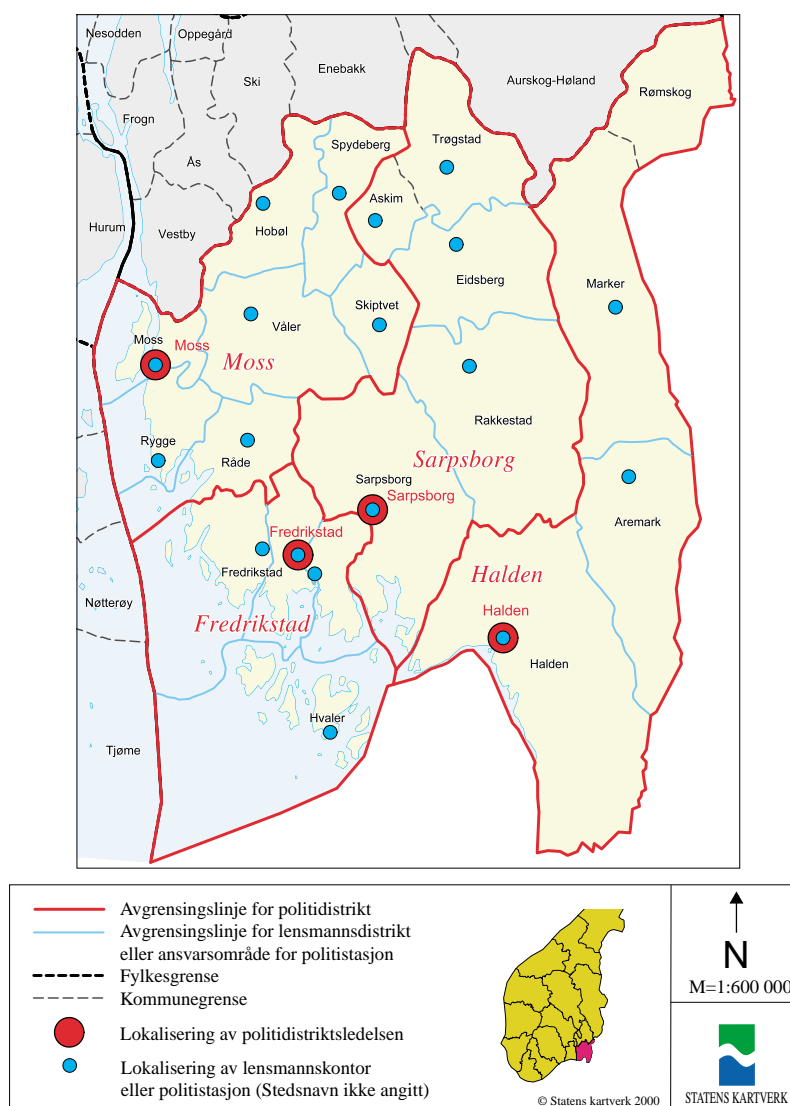 Nesodden
Oppegård
Enebakk
Ski
Aurskog-Høland
Rømskog
Frogn
Spydeberg
Trøgstad
Ås
Askim
Hurum
Vestby
Hobøl
Eidsberg
Marker
Skiptvet
Våler
Moss
Moss
Moss
Rakkestad
Rygge
Råde
Sarpsborg
Sarpsborg
Sarpsborg
Aremark
Fredrikstad
Fredrikstad
Halden
Nøtterøy
Halden
Fredrikstad
Halden
Hvaler
Tjøme
Avgrensingslinje for politidistrikt
Avgrensingslinje for lensmannsdistrikt
eller ansvarsområde for politistasjon
Fylkesgrense
Kommunegrense
Lokalisering av politidistriktsledelsen
Lokalisering av lensmannskontor
eller politistasjon (Stedsnavn ikke angitt)
© Statens kartverk 2000
N
M=1:600 000
STATENS KARTVERK